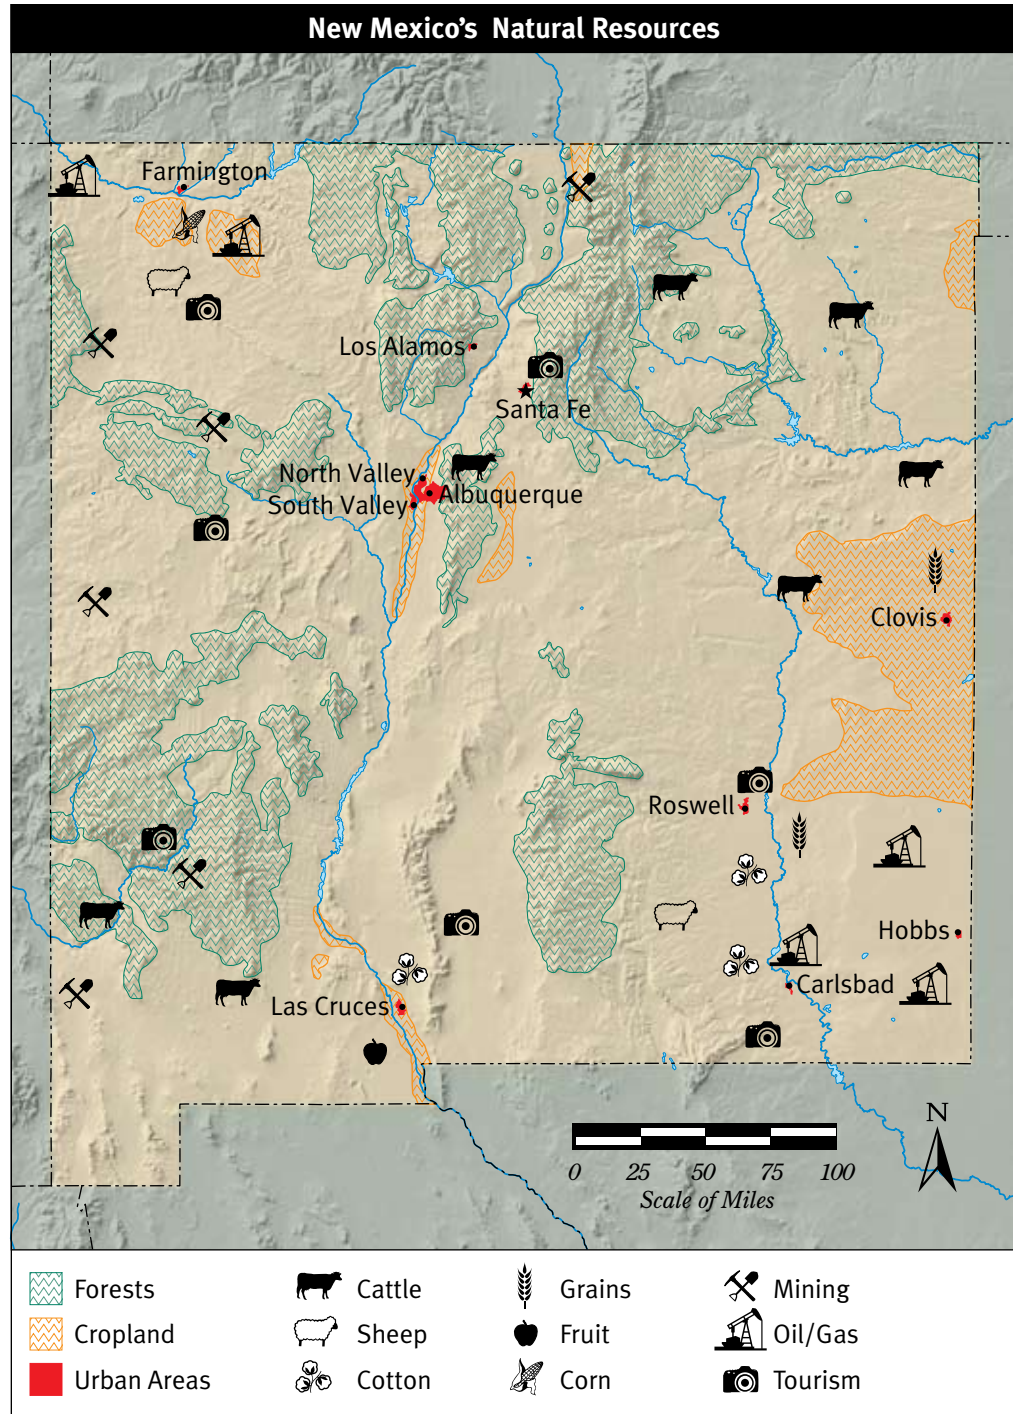 New Mexico's Natural Resources
Farmington
Los Alamos
Santa Fe
North Valley
Albuquerque
South Valley
Clovis
Roswell
Hobbs
Carlsbad
Las Cruces
N
0 25 50 75 100
Scale of Miles
Forests Cattle Grains Mining
Cropland Sheep Fruit Oil/Gas
Urban Areas Cotton Corn Tourism